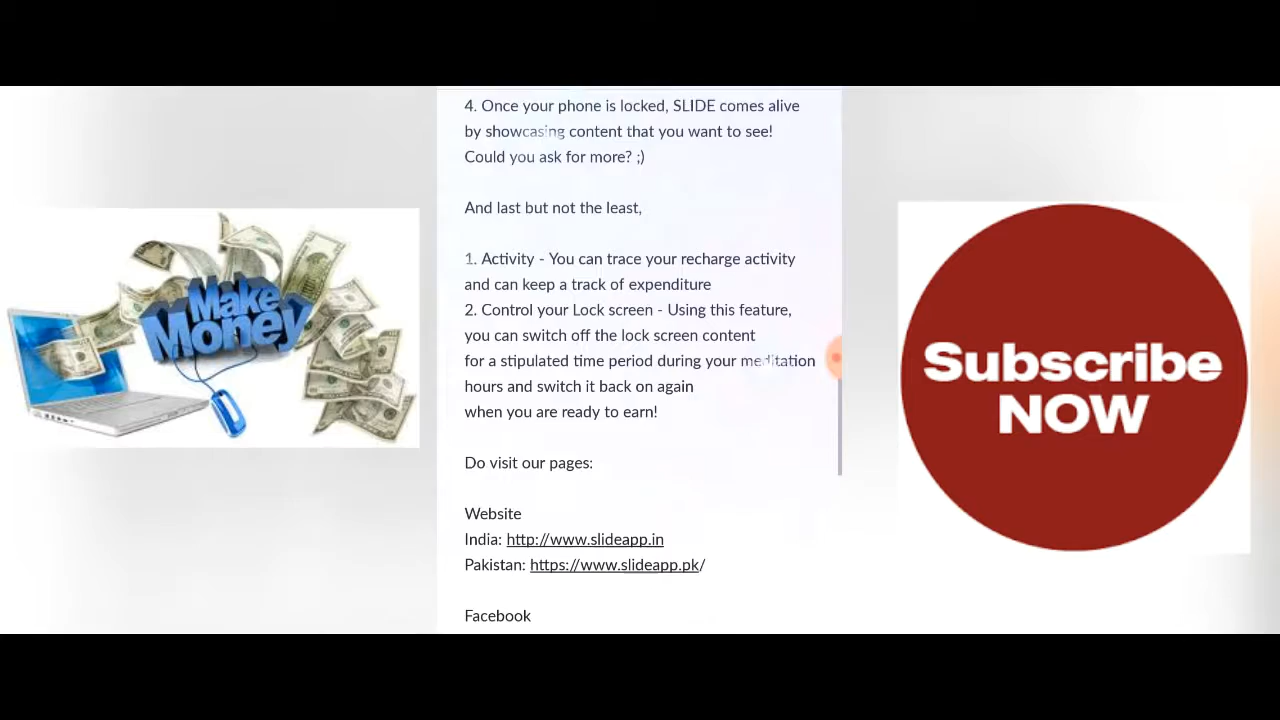 4. Once your phone is locked, SLIDE comes alive
by showcasing content that you want to see!
Could you ask for more? ;)
And last but not the least,
1. Activity - You can trace your recharge activity
and can keep a track of expenditure
2. Control your Lock screen - Using this feature,
you can switch off the lock screen content
for a stipulated time period during your meditation
hours and switch it back on again
when you are ready to earn!
Do visit our pages:
Website
India: http://www.slideapp.in
Pakistan: https://www.slideapp.pk/
Facebook
Make
Money
Subscribe
NOW